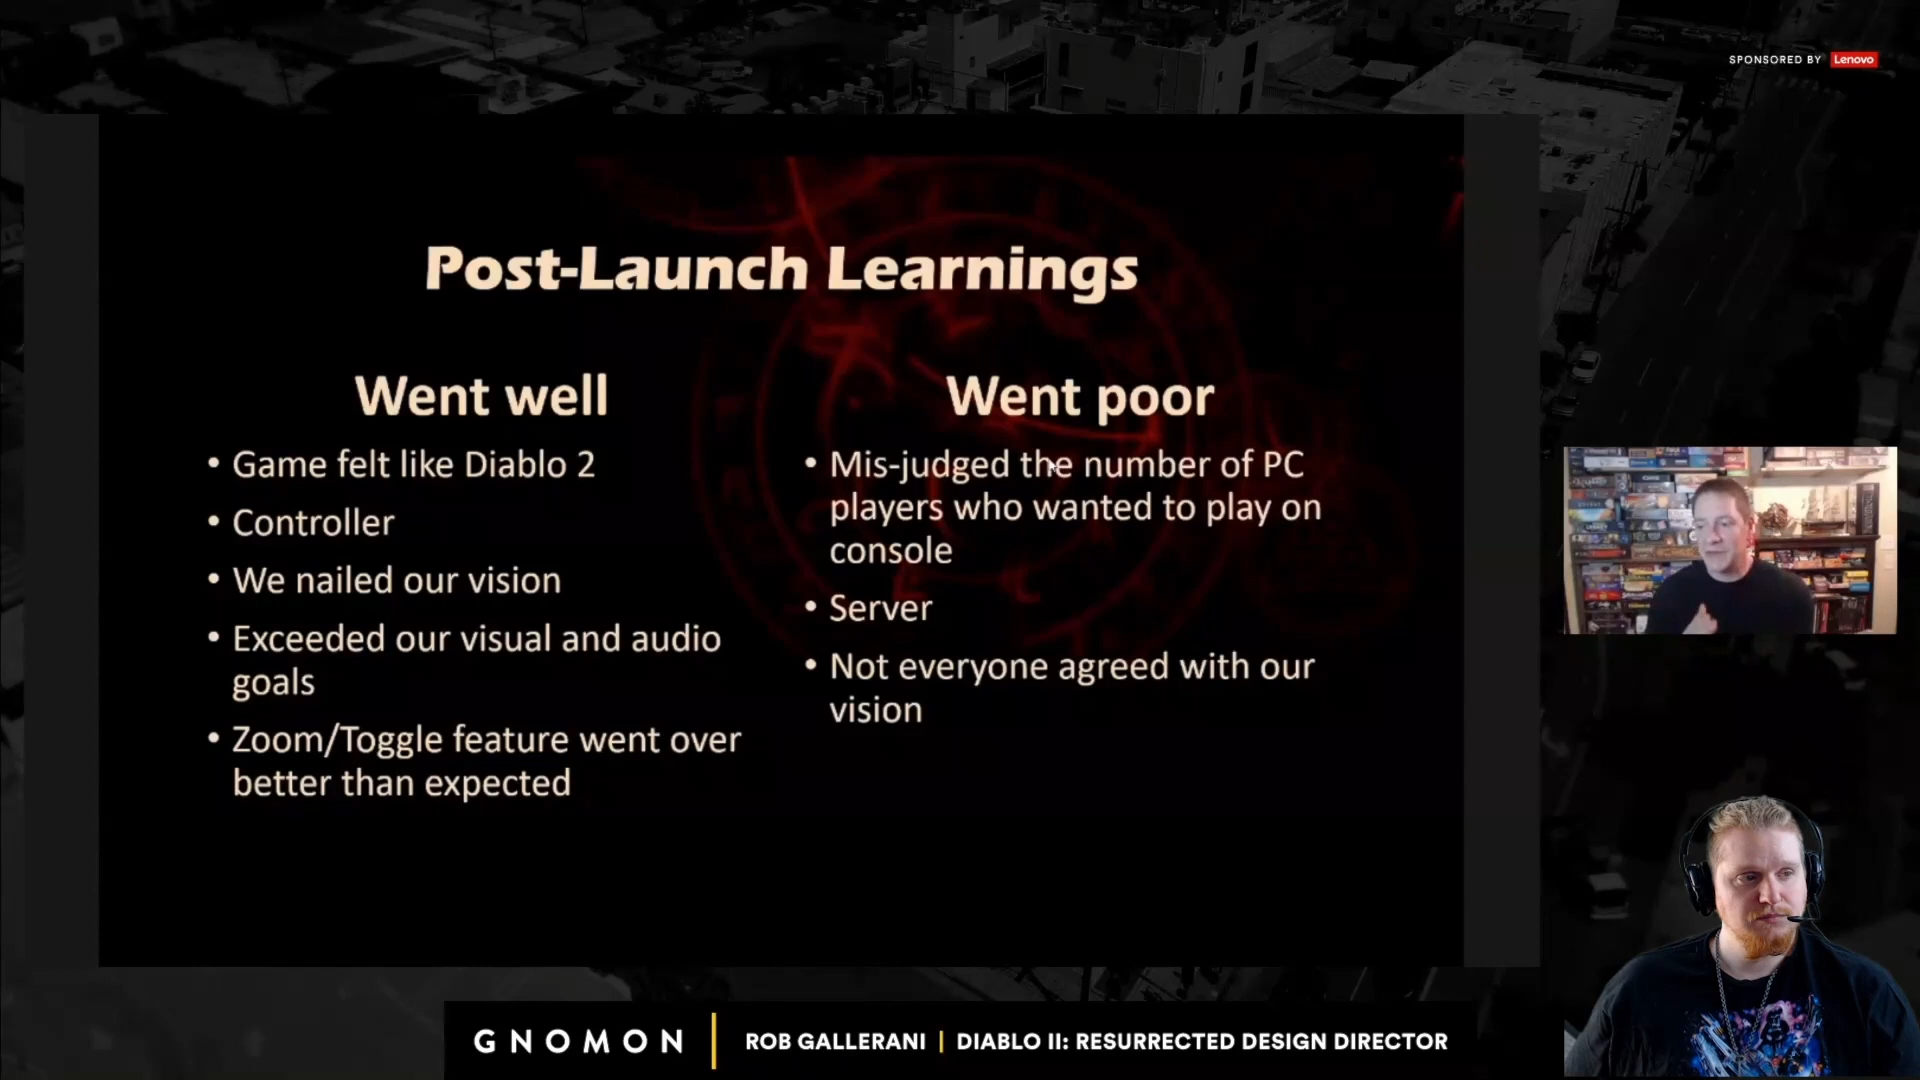 SPONSORED BY Lenovo
Post-Launch Learnings
Went well
• Game felt like Diablo 2
• Controller
• We nailed our vision
• Exceeded our visual and audio
goals
• Zoom/Toggle feature went over
better than expected
Went poor
• Mis-judged the number of PC
players who wanted to play on
console
• Server
• Not everyone agreed with our
vision
GNOMON | ROB GALLERANI | DIABLO II: RESURRECTED DESIGN DIRECTOR